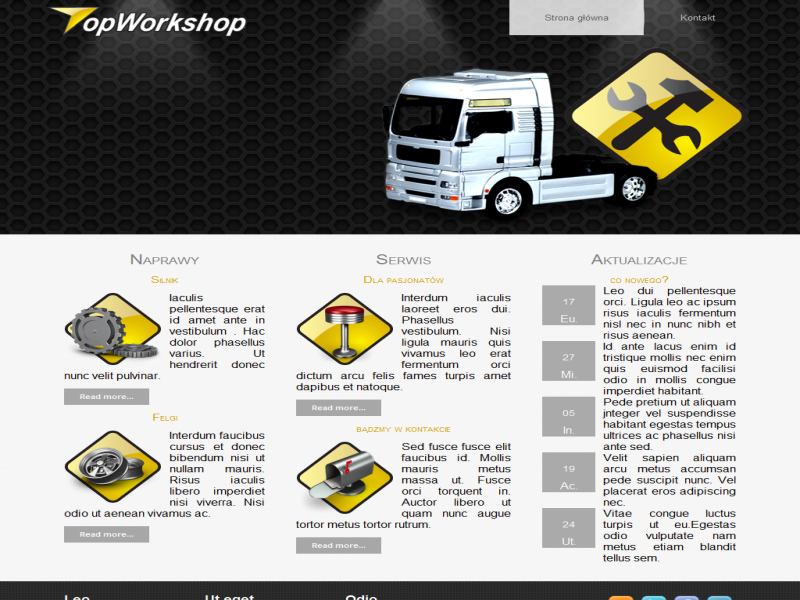 TopWorkshop
Strona główna
Kontakt
Naprawy
Silnik
Iaculis
pellentesque erat
id amet ante in
vestibulum . Hac
dolor phasellus
varius. Ut
hendrerit donec
nunc velit pulvinar.
Read more...
Felgi
Interdum faucibus
cursus et donec
bibendum nisi ut
nullam mauris.
Risus iaculis
libero imperdiet
nisi viverra. Nisi
odio ut aenean vivamus ac.
Read more...
Serwis
Dla pasjonatów
Interdum iaculis
laoreet eros dui.
Phasellus
vestibulum. Nisi
ligula mauris quis
vivamus leo erat
fermentum orci
dictum arcu felis fames turpis amet
dapibus et natoque.
Read more...
bądzmy w kontakcie
Sed fusce fusce elit
faucibus id. Mollis
mauris metus
massa ut. Fusce
orci torquent in.
Auctor libero ut
quam nunc augue
tortor metus tortor rutrum.
Read more...
Aktualizacje
co nowego?
17
Eu.
Leo dui pellentesque
orci. Ligula leo ac ipsum
risus iaculis fermentum
nisl nec in nunc nibh et
risus aenean.
27
Mi.
Id ante lacus enim id
tristique mollis nec enim
quis euismod facilisi
odio in mollis congue
imperdiet habitant.
05
In.
Pede pretium ut aliquam
jnteger vel suspendisse
habitant egestas tempus
ultrices ac phasellus nisi
ante sed.
19
Ac.
Velit sapien aliquam
arcu metus accumsan
pede suscipit nunc. Vel
placerat eros adipiscing
nec.
24
Ut.
Vitae congue luctus
turpis ut eu.Egestas
odio vulputate nam
metus etiam blandit
tellus sem.
Leo
Ut eget
Odio